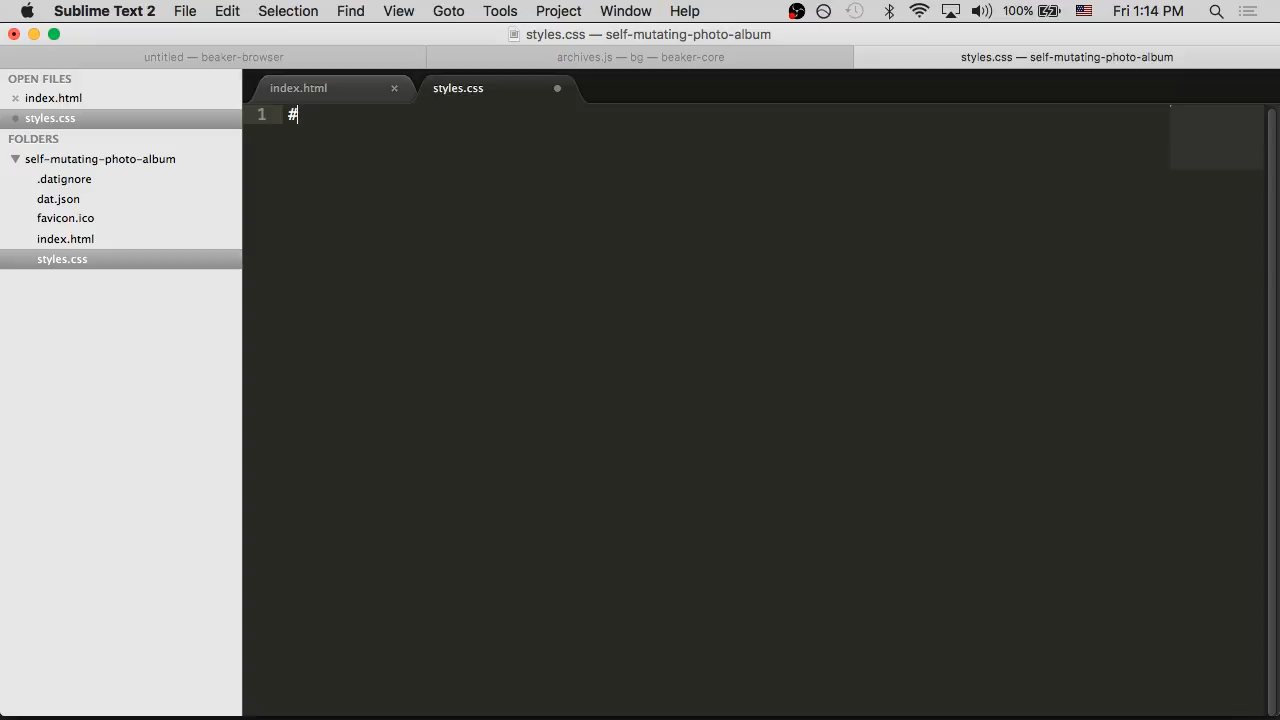 Sublime Text 2 File Edit Selection Find View Goto Tools Project Window Help 100% Fri 1:14 PM
styles.css — self-mutating-photo-album
untitled — beaker-browser archives.js — bg — beaker-core styles.css — self-mutating-photo-album
OPEN FILES
index.html
styles.css
FOLDERS
self-mutating-photo-album
.datignore
dat.json
favicon.ico
index.html
styles.css
index.html styles.css
1 #